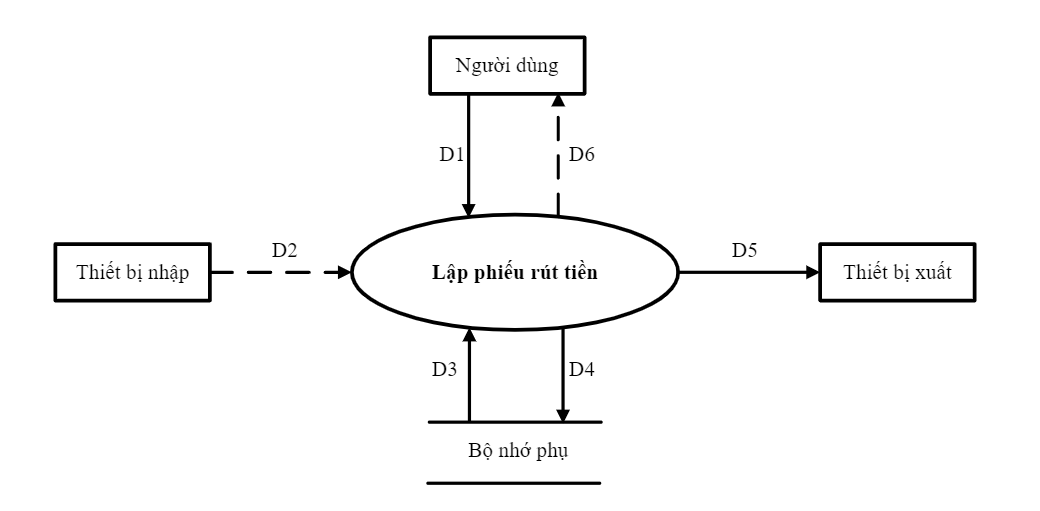 Người dùng
D1
D6
D2
D5
Thiết bị nhập
Lập phiếu rút tiền
Thiết bị xuất
D3
D4
Bộ nhớ phụ